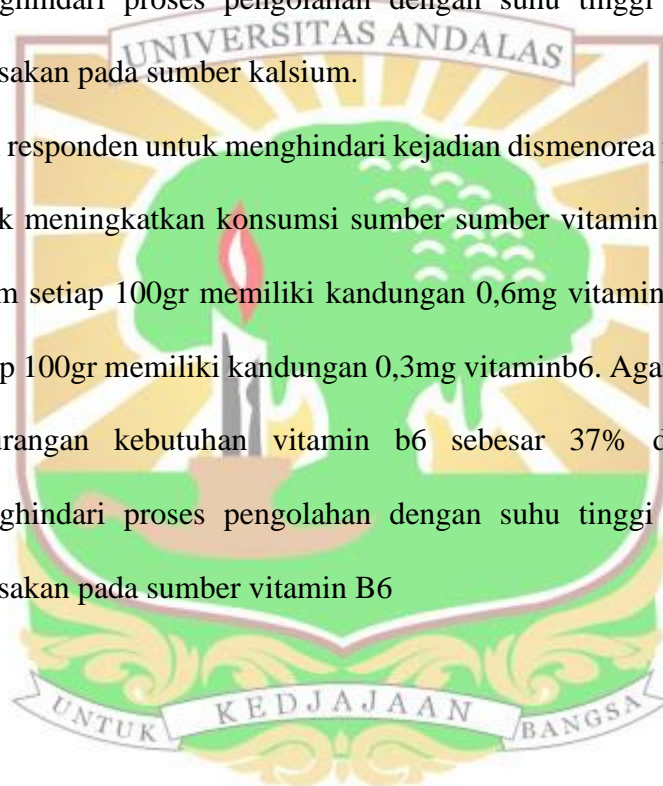 nghindari proses pengolahan dengan suhu tinggi
UNIVERSITAS ANDALAS
sakan pada sumber kalsium.
responden untuk menghindari kejadian dismenorea
k meningkatkan konsumsi sumber sumber vitamin
m setiap 100gr memiliki kandungan 0,6mg vitamin
p 100gr memiliki kandungan 0,3mg vitaminb6. Aga
urangan kebutuhan vitamin b6 sebesar 37% d
ghindari proses pengolahan dengan suhu tinggi
sakan pada sumber vitamin B6
UNTUK KEDJAJAAN BANGSA